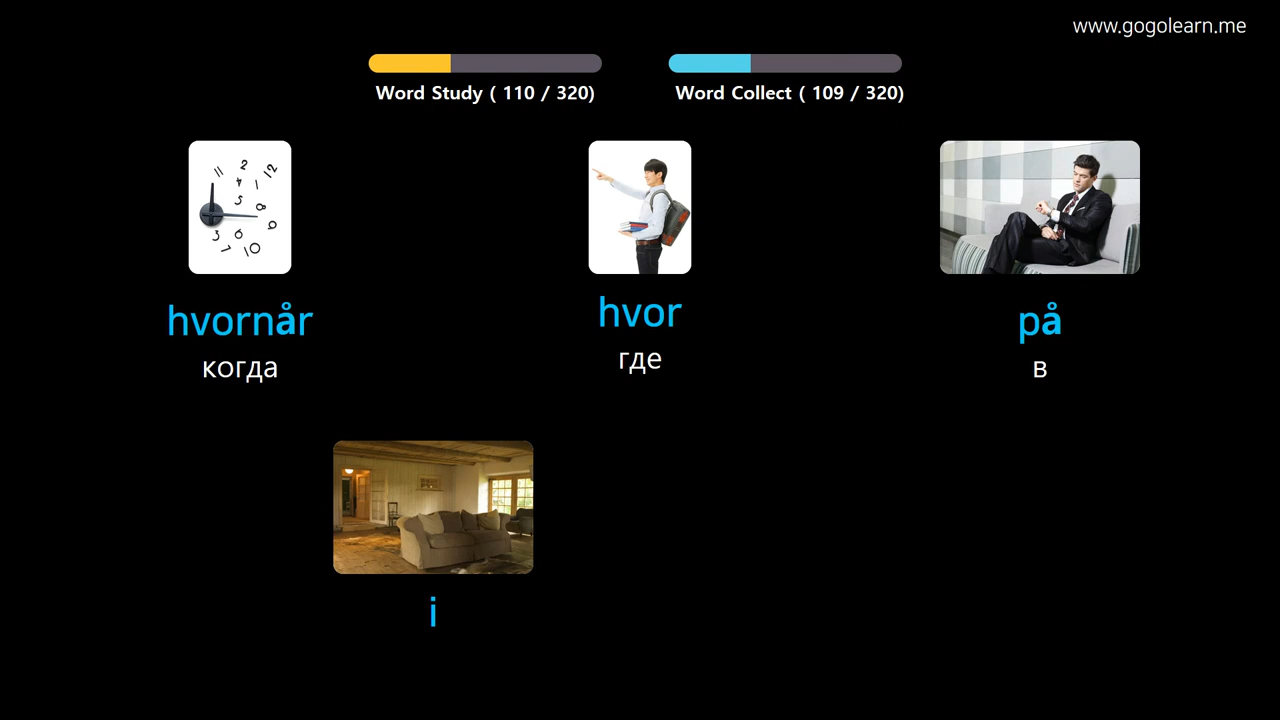 www.gogolearn.me
Word Study ( 110 / 320)
Word Collect ( 109 / 320)
hvornår
когда
hvor
где
på
в
i